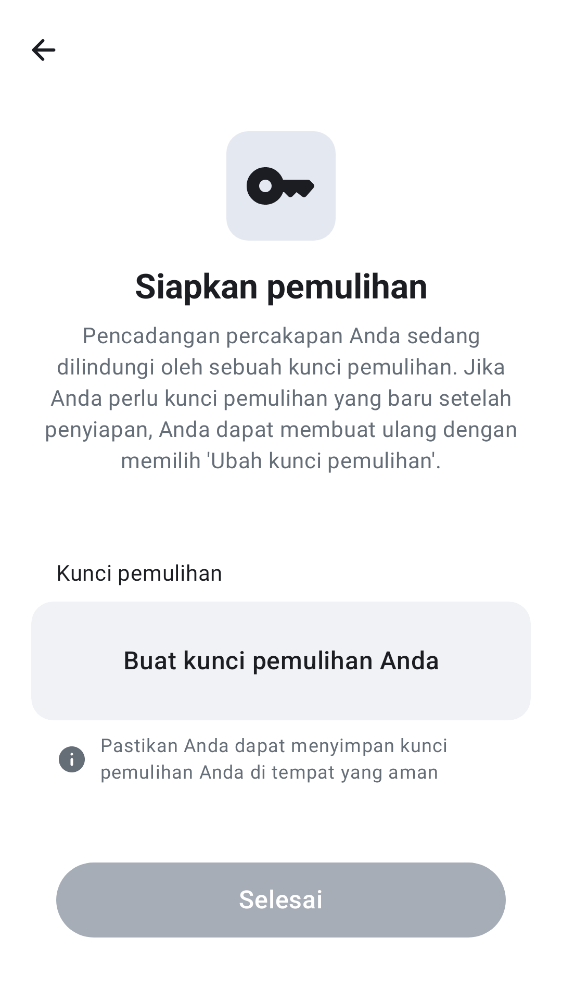 Siapkan pemulihan
Pencadangan percakapan Anda sedang
dilindungi oleh sebuah kunci pemulihan. Jika
Anda perlu kunci pemulihan yang baru setelah
penyiapan, Anda dapat membuat ulang dengan
memilih 'Ubah kunci pemulihan'.
Kunci pemulihan
Buat kunci pemulihan Anda
Pastikan Anda dapat menyimpan kunci
pemulihan Anda di tempat yang aman
Selesai